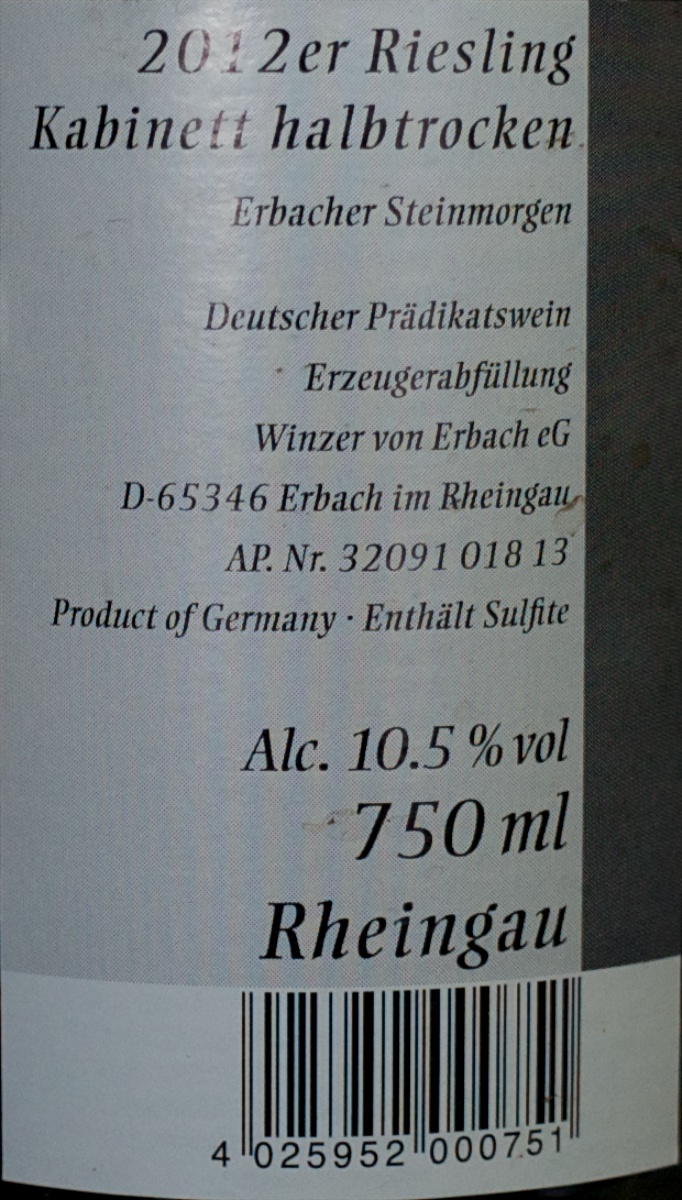 2012er Riesling
Kabinett halbtrocken
Erbacher Steinmorgen
Deutscher Prädikatswein
Erzeugerabfüllung
Winzer von Erbach eG
D-65346 Erbach im Rheingau
AP. Nr. 32091 018 13
Product of Germany · Enthält Sulfite
Alc. 10.5 % vol
750 ml
Rheingau
4 025952 000751